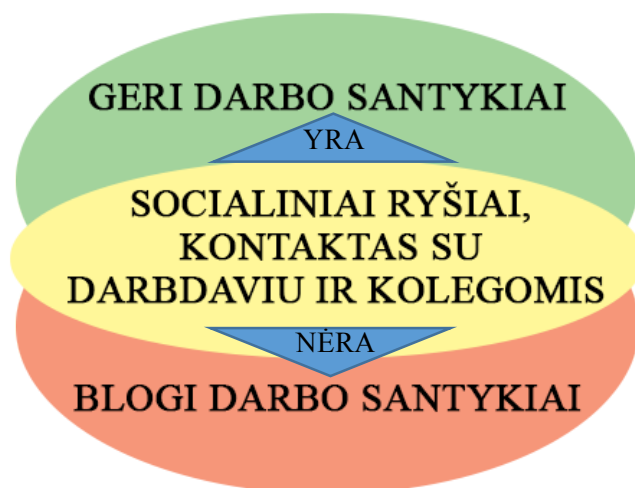 GERI DARBO SANTYKIAI
YRA
SOCIALINIAI RYŠIAI,
KONTAKTAS SU
DARBDAVIU IR KOLEGOMIS
NĖRA
BLOGI DARBO SANTYKIAI